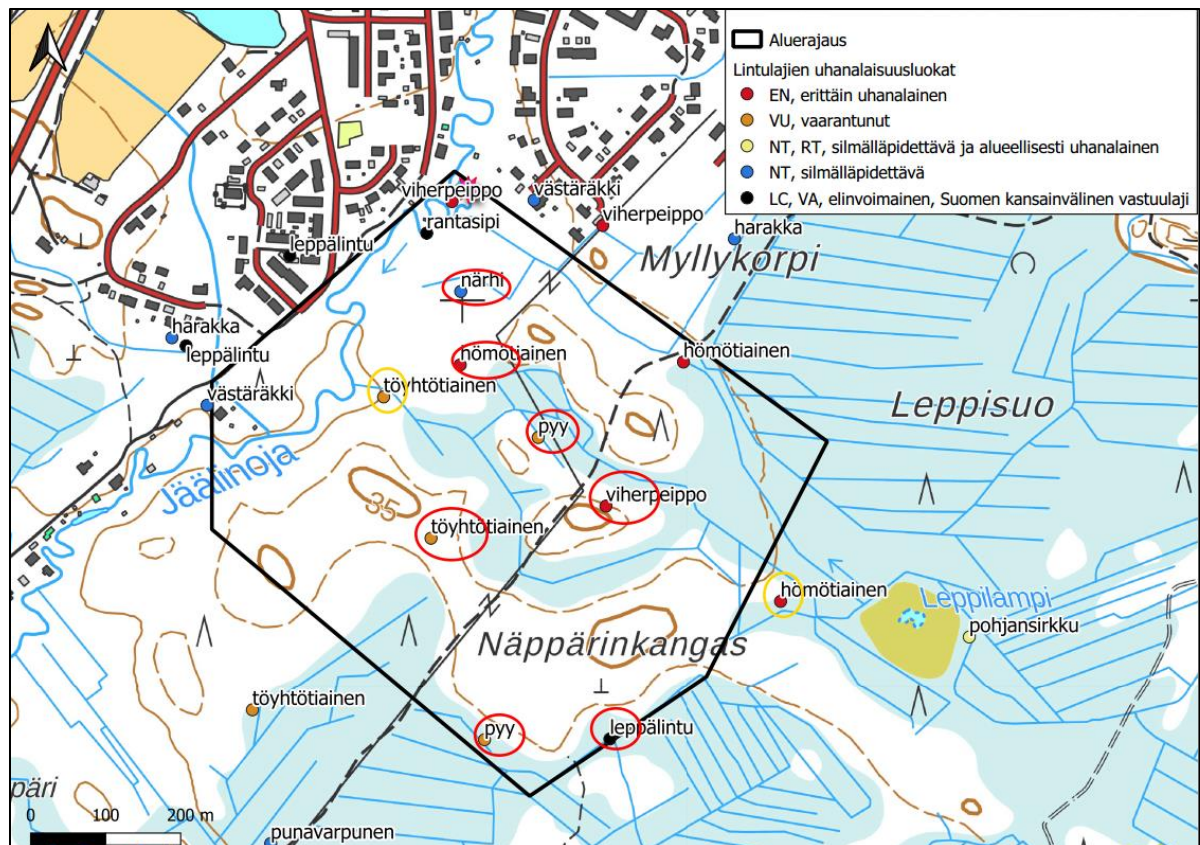 Aluerajaus
Lintulajien uhanalaisuusluokat
EN, erittäin uhanalainen
VU, vaarantunut
NT, RT, silmälläpidettävä ja alueellisesti uhanalainen
NT, silmälläpidettävä
LC, VA, elinvoimainen, Suomen kansainvälinen vastuulaji
viherpeippo
västäräkki
viherpeippo
rantasipi
harakka
leppälintu
Myllykorpi
närhi
harakka
leppälintu
hömötiainen
hömötiainen
töyhtötiainen
västäräkki
Leppisuo
pyy
Jäälinoja
35
viherpeippo
töyhtötiainen
hömötiainen
Leppilampi
pohjansirkku
Näppärinkangas
töyhtötiainen
pyy
leppälintu
päri
0 100 200 m
punavarpunen